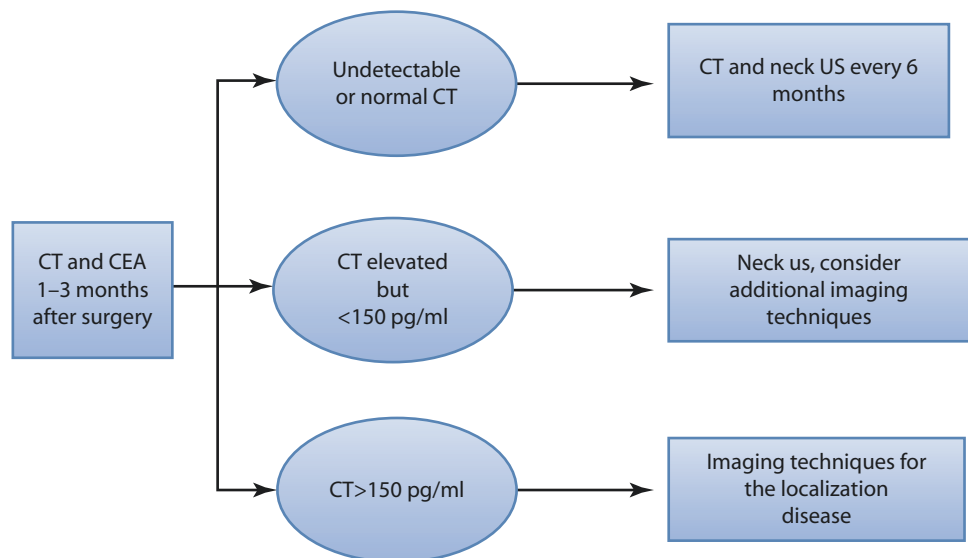 CT and CEA
1–3 months
after surgery
Undetectable
or normal CT
CT and neck US every 6
months
CT elevated
but
<150 pg/ml
Neck us, consider
additional imaging
techniques
CT>150 pg/ml
Imaging techniques for
the localization
disease